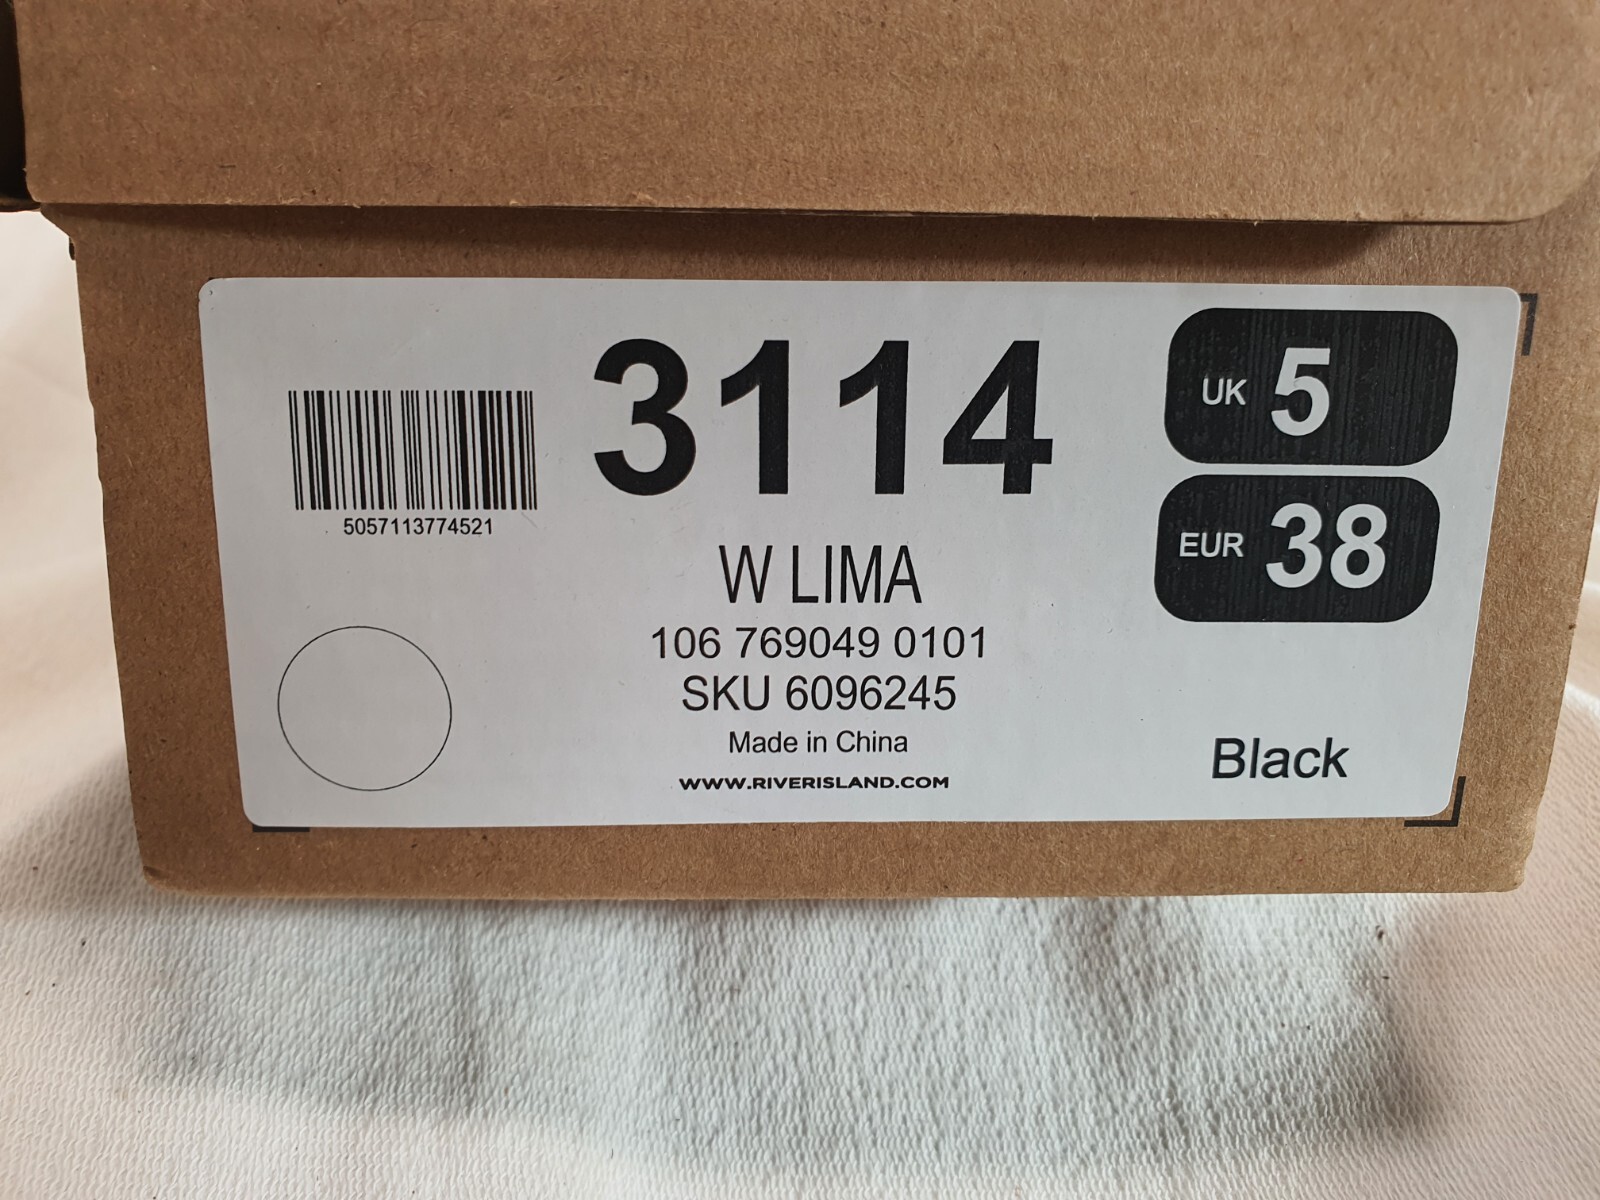 3114
UK 5
EUR 38
5057113774521
W LIMA
106 769049 0101
SKU 6096245
Made in China
WWW.RIVERISLAND.COM
Black